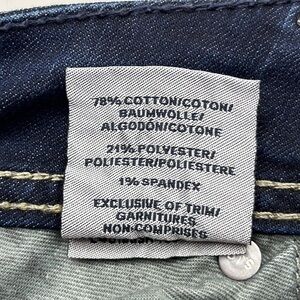 78% COTTON/COTON/
BAUMWOLLE/
ALGODÓN/COTONE
21% POLYESTER/
POLIESTER/POLIESTERE
1% SPANDEX
EXCLUSIVE OF TRIM/
GARNITURES
NON-COMPRISES